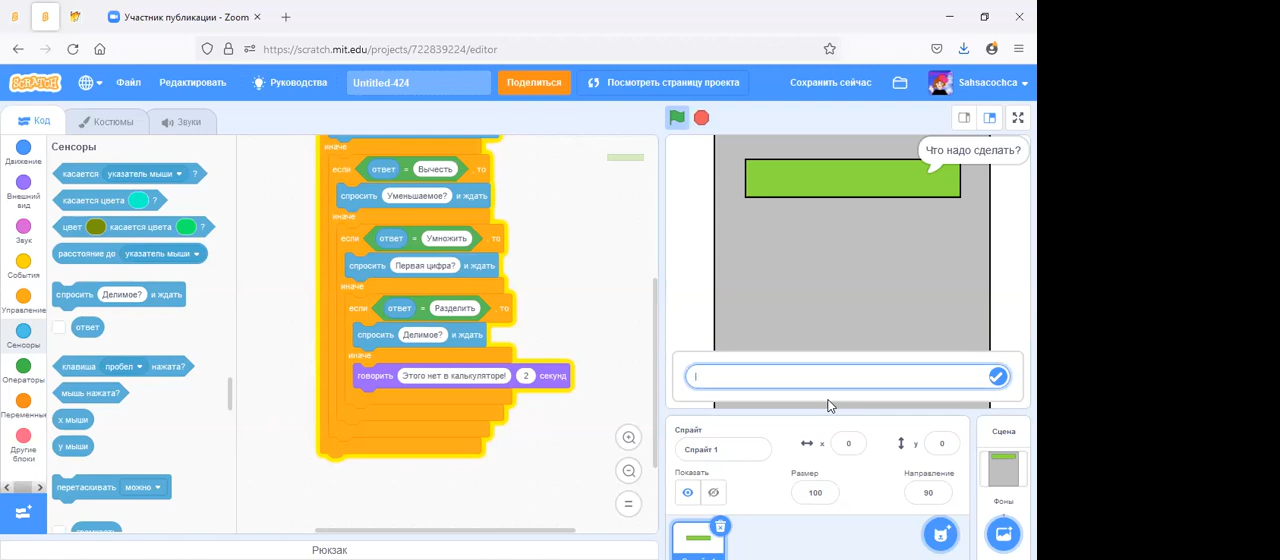 Участник публикации - Zoom
https://scratch.mit.edu/projects/722839224/editor
SCRATCH
Файл
Редактировать
Руководства
Untitled-424
Поделиться
Посмотреть страницу проекта
Сохранить сейчас
Sahsacochca
Код
Костюмы
Звуки
Движение
Внешний вид
Звук
События
Управление
Сенсоры
Операторы
Переменные
Другие блоки
Сенсоры
касается указатель мыши ?
касается цвета ?
цвет касается цвета ?
расстояние до указатель мыши
спросить Делимое? и ждать
ответ
клавиша пробел нажата?
мышь нажата?
x мыши
y мыши
перетаскивать можно
громкость
иначе
если ответ = Вычесть , то
спросить Уменьшаемое? и ждать
иначе
если ответ = Умножить , то
спросить Первая цифра? и ждать
иначе
если ответ = Разделить , то
спросить Делимое? и ждать
иначе
говорить Этого нет в калькуляторе! 2 секунд
Рюкзак
Что надо сделать?
Спрайт
Спрайт 1
x 0
y 0
Показать
Размер
100
Направление
90
Сцена
Фоны